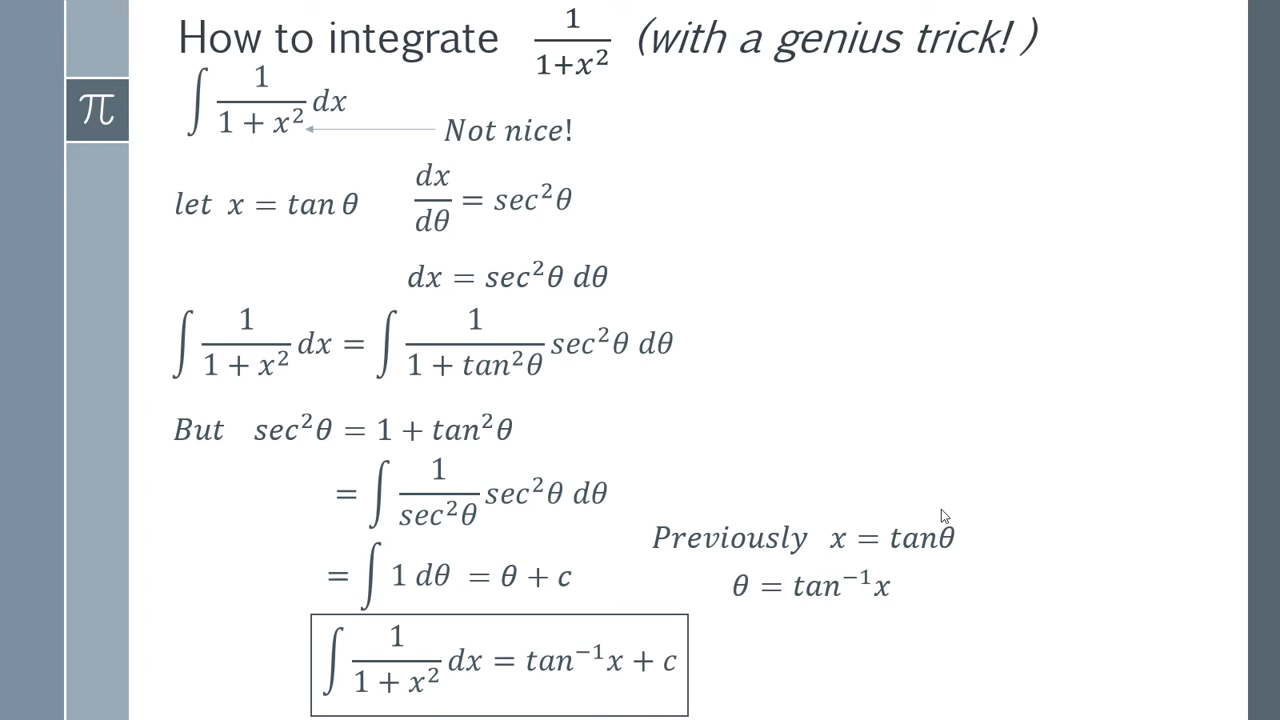 How to integrate 1/(1+x²) (with a genius trick! )
π
∫ 1/(1 + x²) dx
Not nice!
let x = tan θ    dx/dθ = sec²θ
dx = sec²θ dθ
∫ 1/(1 + x²) dx = ∫ 1/(1 + tan²θ) sec²θ dθ
But sec²θ = 1 + tan²θ
= ∫ 1/sec²θ sec²θ dθ
Previously x = tanθ
= ∫ 1 dθ = θ + c
θ = tan⁻¹x
∫ 1/(1 + x²) dx = tan⁻¹x + c